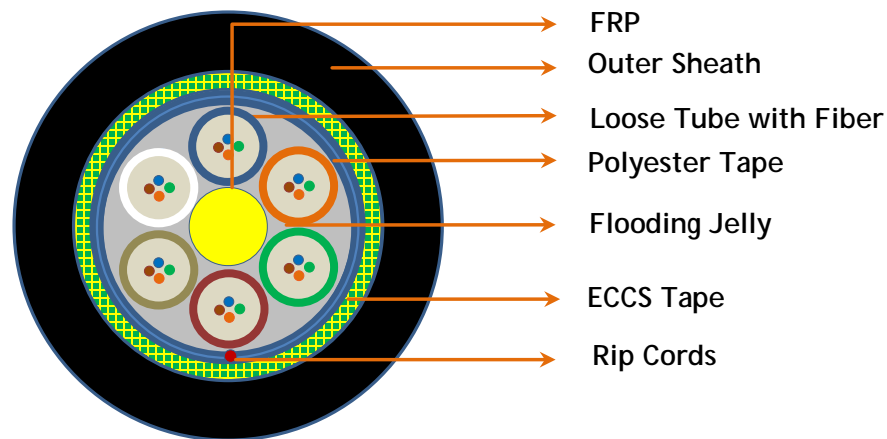 FRP
Outer Sheath
Loose Tube with Fiber
Polyester Tape
Flooding Jelly
ECCS Tape
Rip Cords